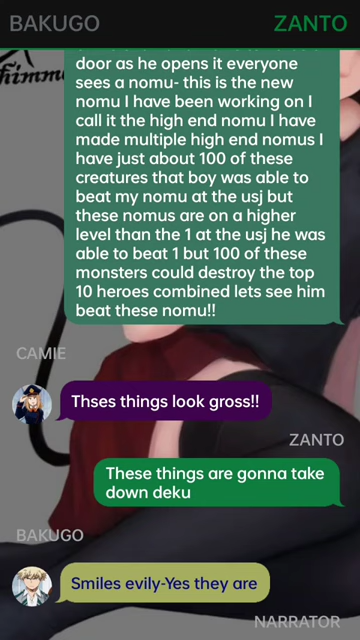 BAKUGO ZANTO
door as he opens it everyone
sees a nomu- this is the new
nomu I have been working on I
call it the high end nomu I have
made multiple high end nomus I
have just about 100 of these
creatures that boy was able to
beat my nomu at the usj but
these nomus are on a higher
level than the 1 at the usj he was
able to beat 1 but 100 of these
monsters could destroy the top
10 heroes combined lets see him
beat these nomu!!
CAMIE
Thses things look gross!!
ZANTO
These things are gonna take
down deku
BAKUGO
Smiles evily-Yes they are
NARRATOR